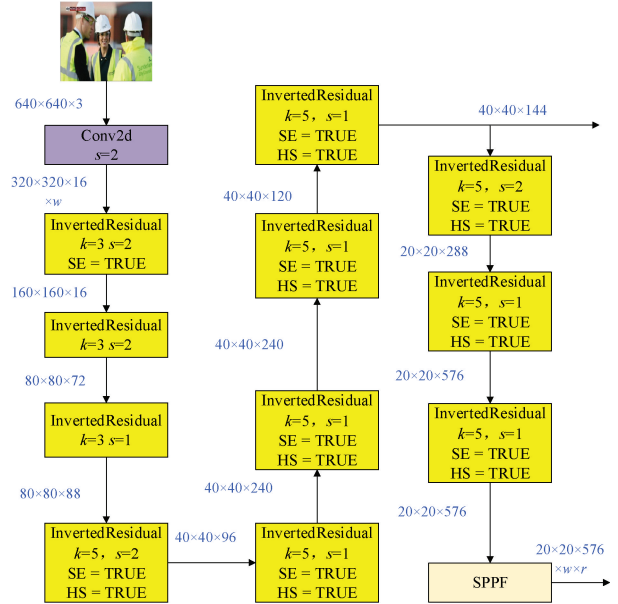 640×640×3
Conv2d
s=2
320×320×16
×w
InvertedResidual
k=3 s=2
SE = TRUE
160×160×16
InvertedResidual
k=3 s=2
80×80×72
InvertedResidual
k=3 s=1
80×80×88
InvertedResidual
k=5, s=2
SE = TRUE
HS = TRUE
40×40×96
InvertedResidual
k=5, s=1
SE = TRUE
HS = TRUE
40×40×240
InvertedResidual
k=5, s=1
SE = TRUE
HS = TRUE
40×40×240
InvertedResidual
k=5, s=1
SE = TRUE
HS = TRUE
40×40×120
InvertedResidual
k=5, s=1
SE = TRUE
HS = TRUE
40×40×144
InvertedResidual
k=5, s=2
SE = TRUE
HS = TRUE
20×20×288
InvertedResidual
k=5, s=1
SE = TRUE
HS = TRUE
20×20×576
InvertedResidual
k=5, s=1
SE = TRUE
HS = TRUE
20×20×576
SPPF
20×20×576
×w×r